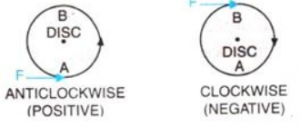 B
DISC
F
A
ANTICLOCKWISE
(POSITIVE)
F
B
DISC
A
CLOCKWISE
(NEGATIVE)